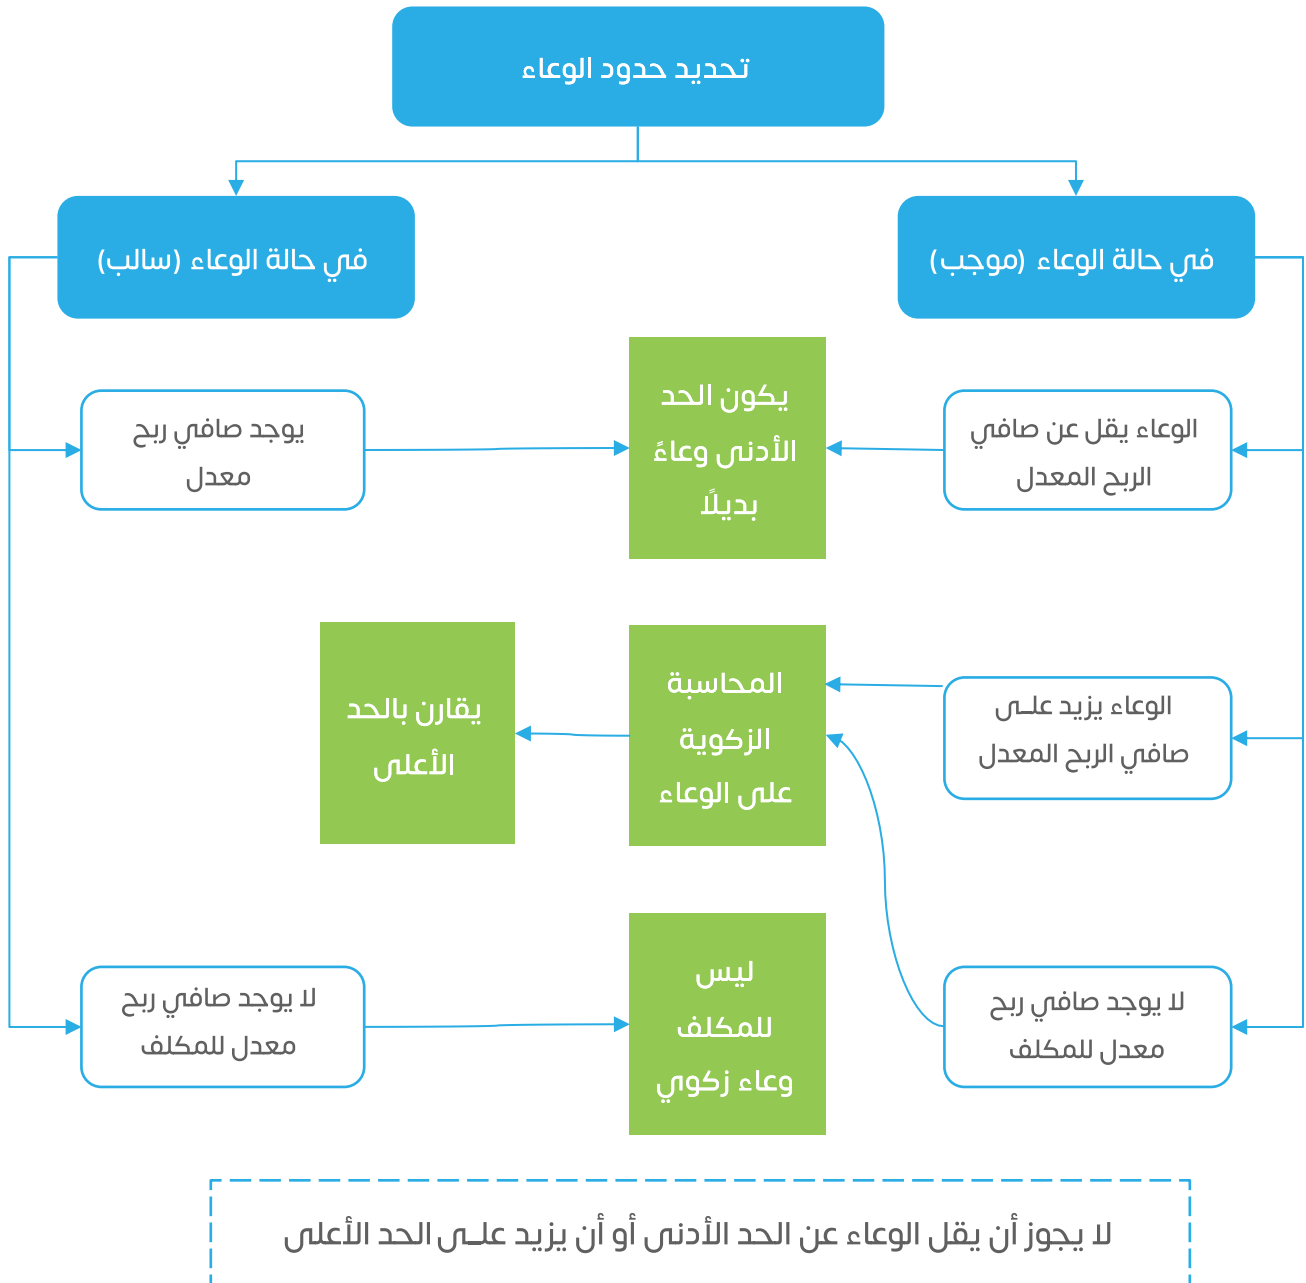 تحديد حدود الوعاء
في حالة الوعاء (موجب)
في حالة الوعاء (سالب)
الوعاء يقل عن صافي
الربح المعدل
يكون الحد
الأدنى وعاءً
بديلًا
يوجد صافي ربح
معدل
الوعاء يزيد علــى
صافي الربح المعدل
المحاسبة
الزكوية
على الوعاء
يقارن بالحد
الأعلى
لا يوجد صافي ربح
معدل للمكلف
ليس
للمكلف
وعاء زكوي
لا يوجد صافي ربح
معدل للمكلف
لا يجوز أن يقل الوعاء عن الحد الأدنى أو أن يزيد علــى الحد الأعلى